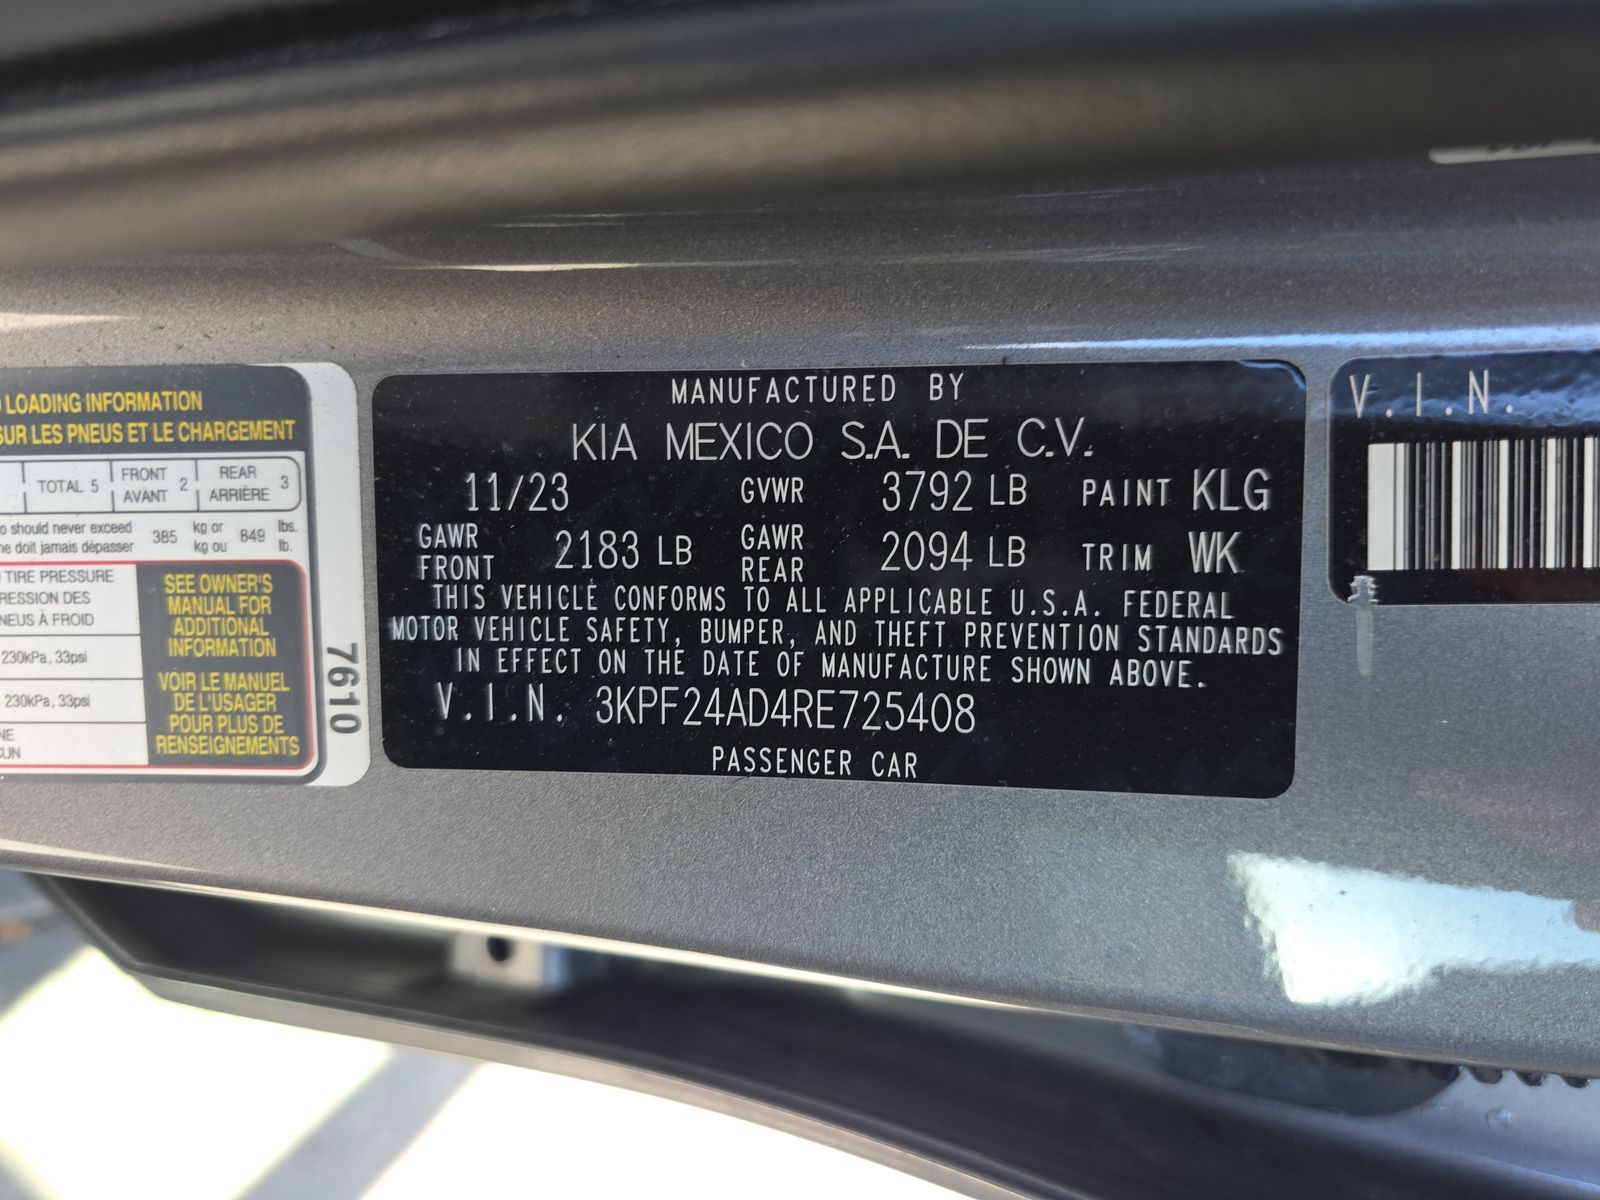 LOADING INFORMATION
SUR LES PNEUS ET LE CHARGEMENT
TOTAL 5 FRONT AVANT 2 REAR ARRIÈRE 3
should never exceed 385 kg or 849 lbs.
doit jamais dépasser kg ou lb.
TIRE PRESSURE
DES
À FROID
230kPa, 33psi
230kPa, 33psi
SEE OWNER'S
MANUAL FOR
ADDITIONAL
INFORMATION
VOIR LE MANUEL
DE L'USAGER
POUR PLUS DE
RENSEIGNEMENTS
7610
MANUFACTURED BY
KIA MEXICO S.A. DE C.V.
11/23 GVWR 3792 LB PAINT KLG
GAWR FRONT 2183 LB GAWR REAR 2094 LB TRIM WK
THIS VEHICLE CONFORMS TO ALL APPLICABLE U.S.A. FEDERAL
MOTOR VEHICLE SAFETY, BUMPER, AND THEFT PREVENTION STANDARDS
IN EFFECT ON THE DATE OF MANUFACTURE SHOWN ABOVE.
V.I.N. 3KPF24AD4RE725408
PASSENGER CAR
V.I.N.